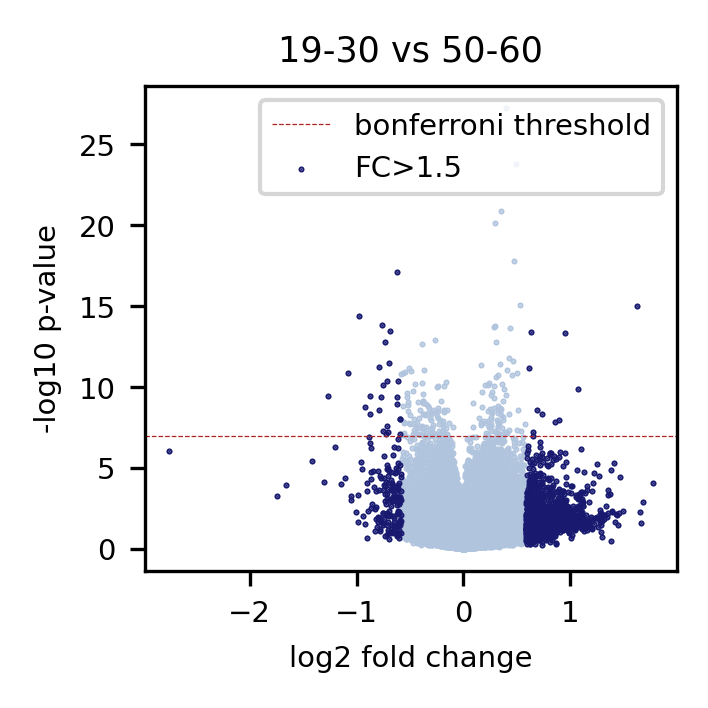 19-30 vs 50-60
bonferroni threshold
FC>1.5
25
20
15
10
5
0
-log10 p-value
−2
−1
0
1
log2 fold change